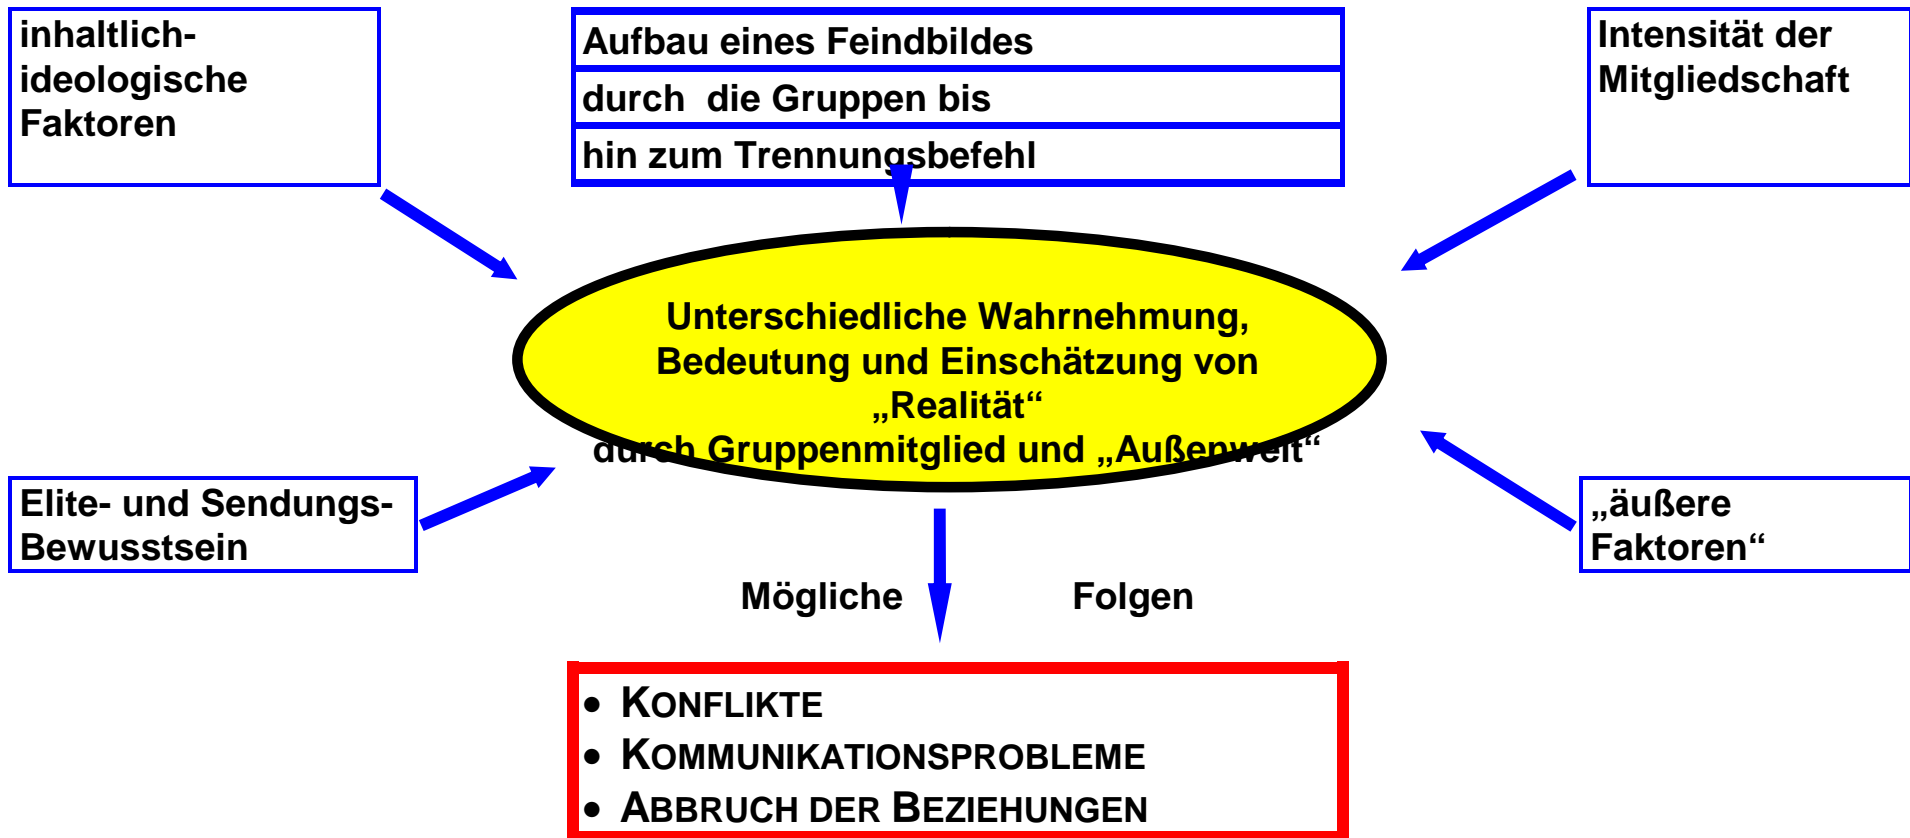 inhaltlich-
ideologische
Faktoren
Aufbau eines Feindbildes
durch die Gruppen bis
hin zum Trennungsbefehl
Intensität der
Mitgliedschaft
Unterschiedliche Wahrnehmung,
Bedeutung und Einschätzung von
„Realität“
durch Gruppenmitglied und „Außenwelt“
Elite- und Sendungs-
Bewusstsein
„äußere
Faktoren“
Mögliche Folgen
• KONFLIKTE
• KOMMUNIKATIONSPROBLEME
• ABBRUCH DER BEZIEHUNGEN